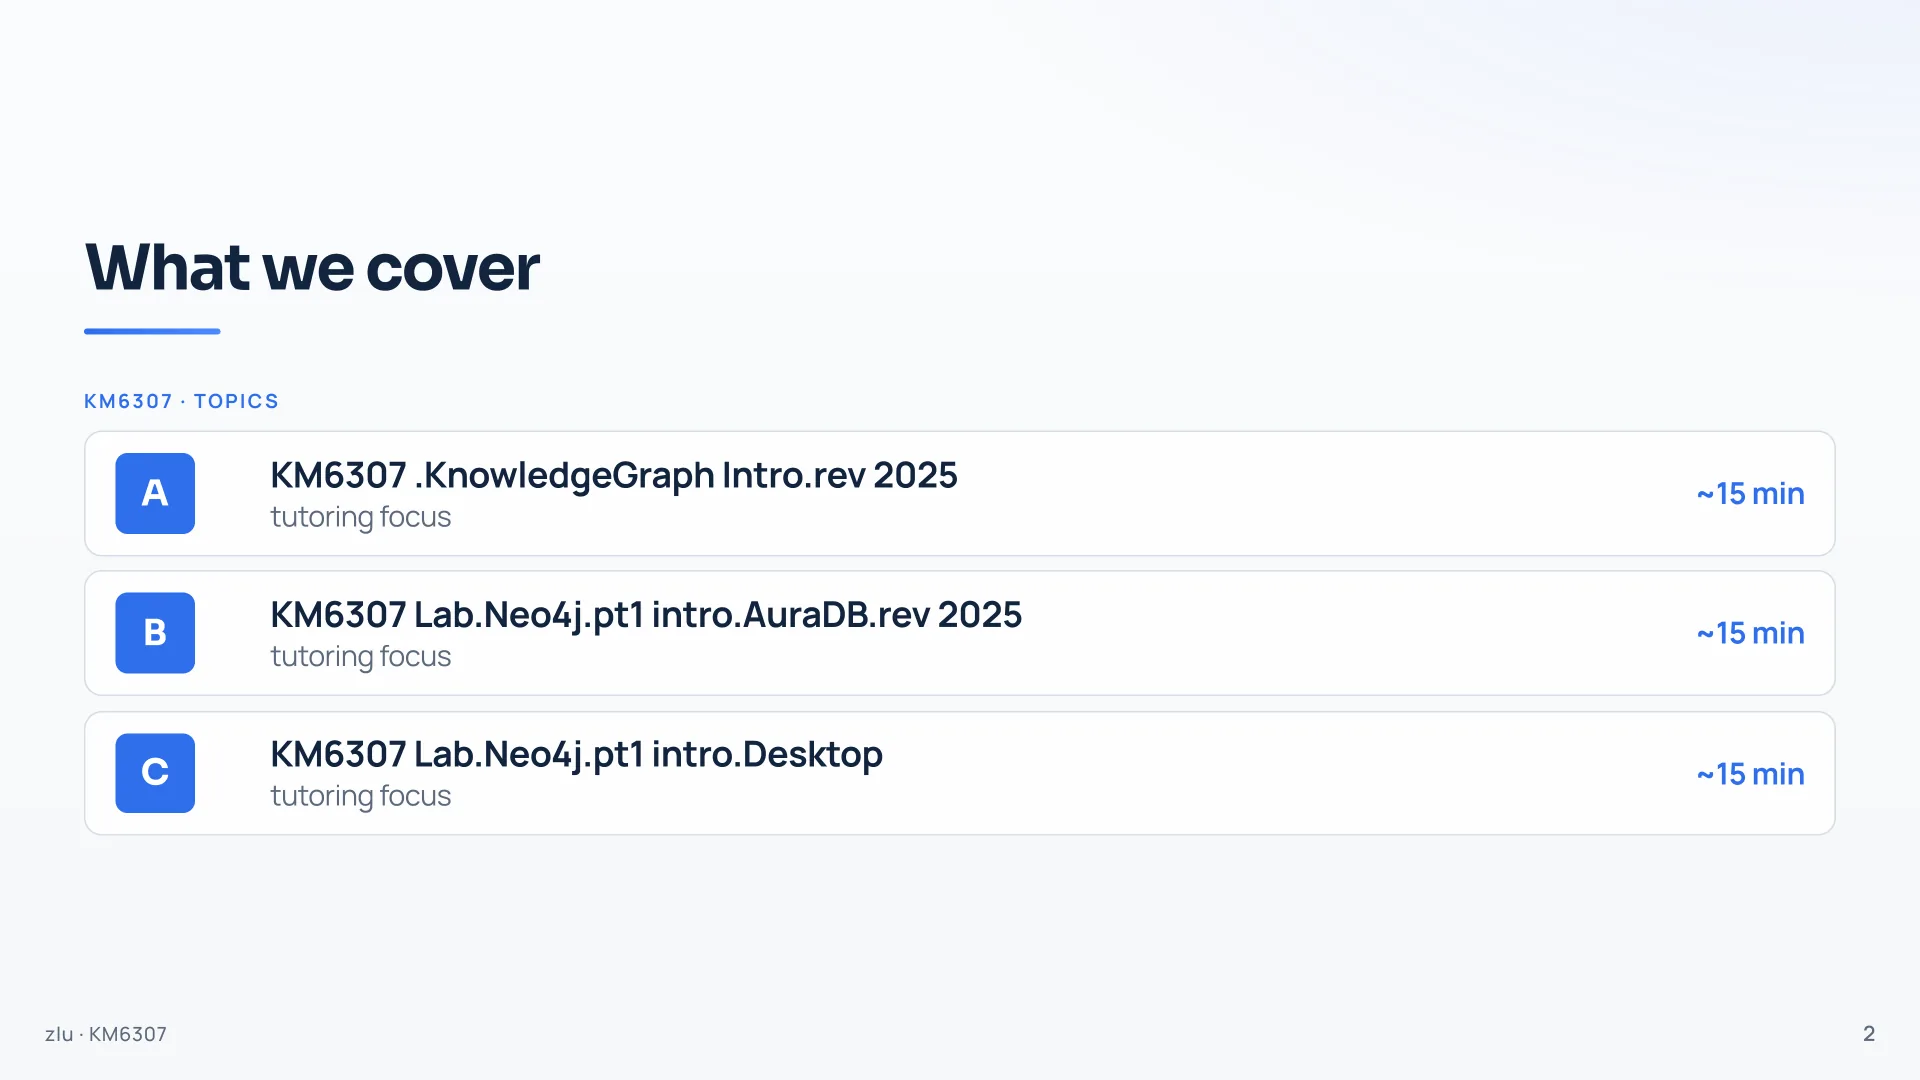 What we cover
KM6307 · TOPICS
A
KM6307 .KnowledgeGraph Intro.rev 2025
tutoring focus
~15 min
B
KM6307 Lab.Neo4j.pt1 intro.AuraDB.rev 2025
tutoring focus
~15 min
C
KM6307 Lab.Neo4j.pt1 intro.Desktop
tutoring focus
~15 min
zlu · KM6307
2